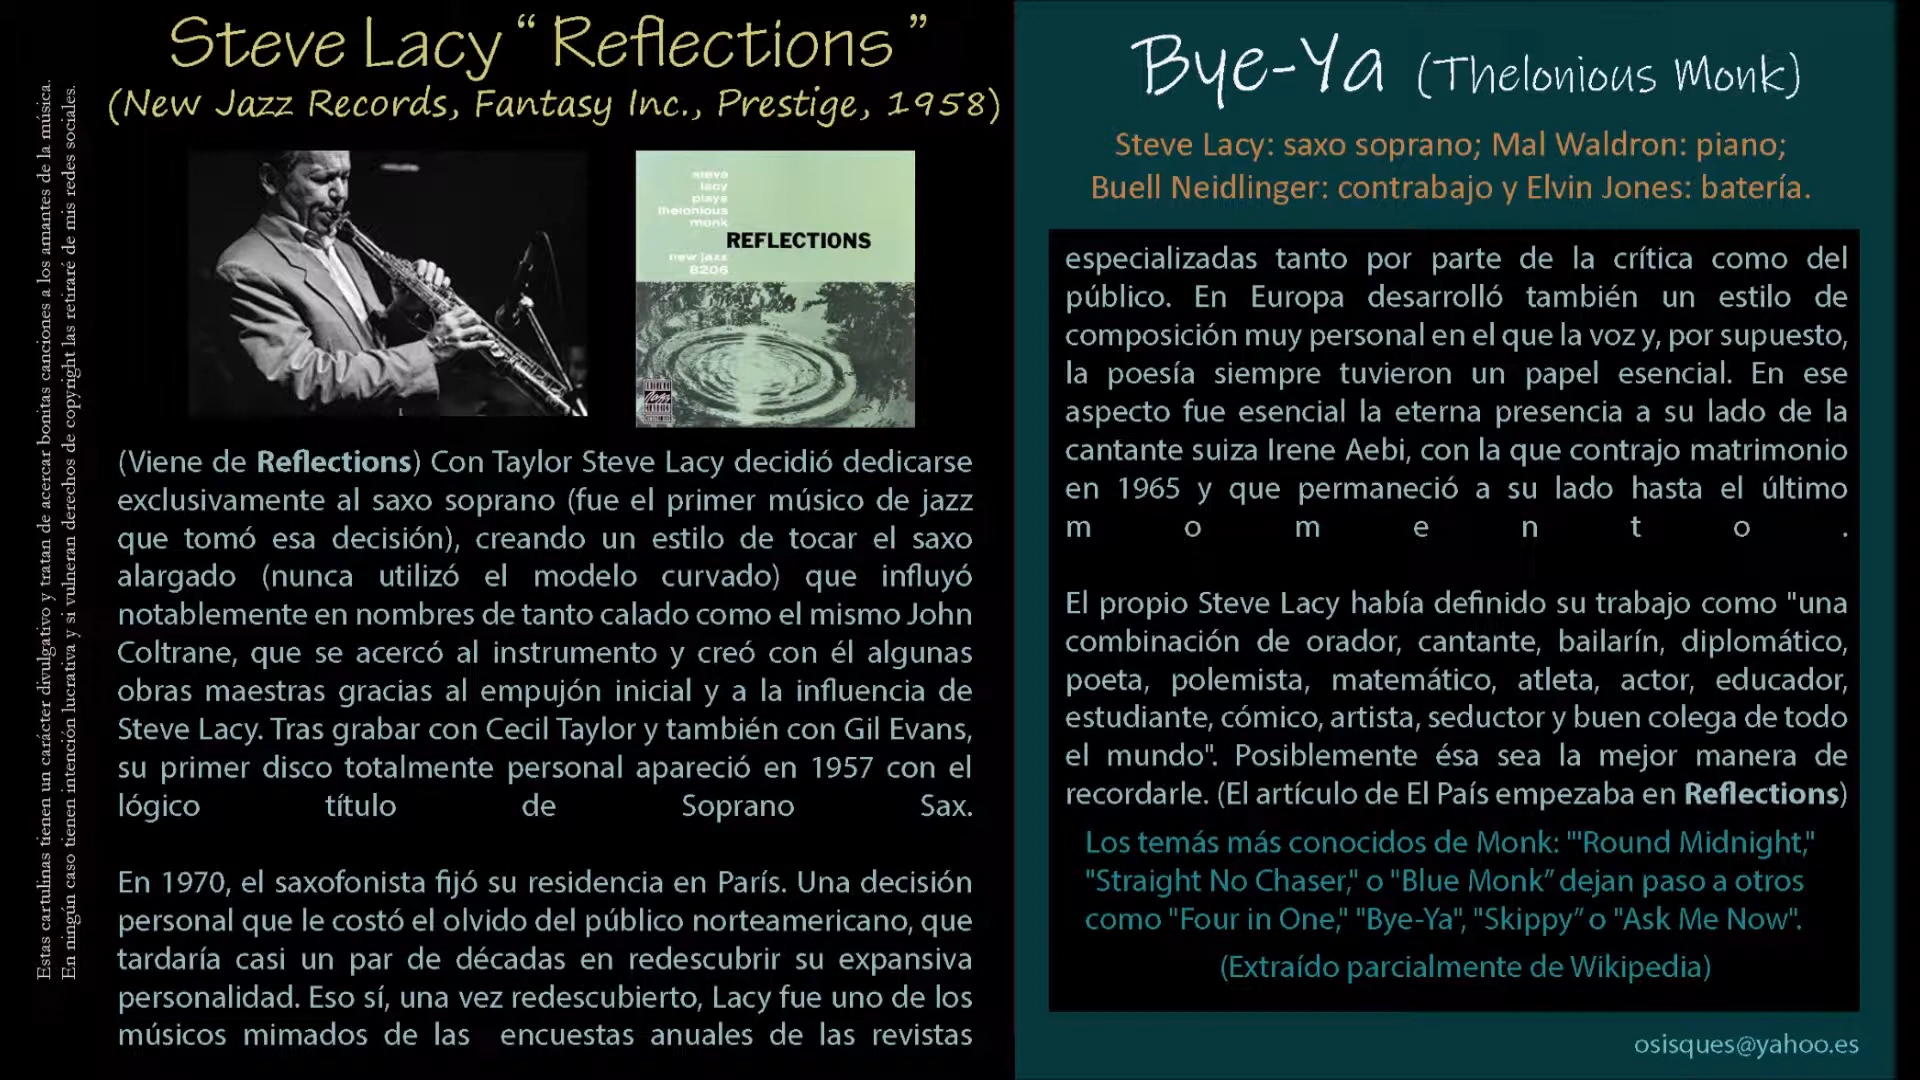 Steve Lacy “ Reflections ”
(New Jazz Records, Fantasy Inc., Prestige, 1958)
Estas cartulinas tienen un carácter divulgativo y tratan de acercar bonitas canciones a los amantes de la música.
En ningún caso tienen intención lucrativa y si vulneran derechos de copyright las retiraré de mis redes sociales.
steve
lacy
plays
thelonious
monk
REFLECTIONS
new jazz
8206
(Viene de Reflections) Con Taylor Steve Lacy decidió dedicarse
exclusivamente al saxo soprano (fue el primer músico de jazz
que tomó esa decisión), creando un estilo de tocar el saxo
alargado (nunca utilizó el modelo curvado) que influyó
notablemente en nombres de tanto calado como el mismo John
Coltrane, que se acercó al instrumento y creó con él algunas
obras maestras gracias al empujón inicial y a la influencia de
Steve Lacy. Tras grabar con Cecil Taylor y también con Gil Evans,
su primer disco totalmente personal apareció en 1957 con el
lógico título de Soprano Sax.
En 1970, el saxofonista fijó su residencia en París. Una decisión
personal que le costó el olvido del público norteamericano, que
tardaría casi un par de décadas en redescubrir su expansiva
personalidad. Eso sí, una vez redescubierto, Lacy fue uno de los
músicos mimados de las encuestas anuales de las revistas
Bye-Ya (Thelonious Monk)
Steve Lacy: saxo soprano; Mal Waldron: piano;
Buell Neidlinger: contrabajo y Elvin Jones: batería.
especializadas tanto por parte de la crítica como del
público. En Europa desarrolló también un estilo de
composición muy personal en el que la voz y, por supuesto,
la poesía siempre tuvieron un papel esencial. En ese
aspecto fue esencial la eterna presencia a su lado de la
cantante suiza Irene Aebi, con la que contrajo matrimonio
en 1965 y que permaneció a su lado hasta el último
m o m e n t o .
El propio Steve Lacy había definido su trabajo como "una
combinación de orador, cantante, bailarín, diplomático,
poeta, polemista, matemático, atleta, actor, educador,
estudiante, cómico, artista, seductor y buen colega de todo
el mundo". Posiblemente ésa sea la mejor manera de
recordarle. (El artículo de El País empezaba en Reflections)
Los temás más conocidos de Monk: "'Round Midnight,"
"Straight No Chaser," o "Blue Monk” dejan paso a otros
como "Four in One," "Bye-Ya", "Skippy” o "Ask Me Now".
(Extraído parcialmente de Wikipedia)
osisques@yahoo.es